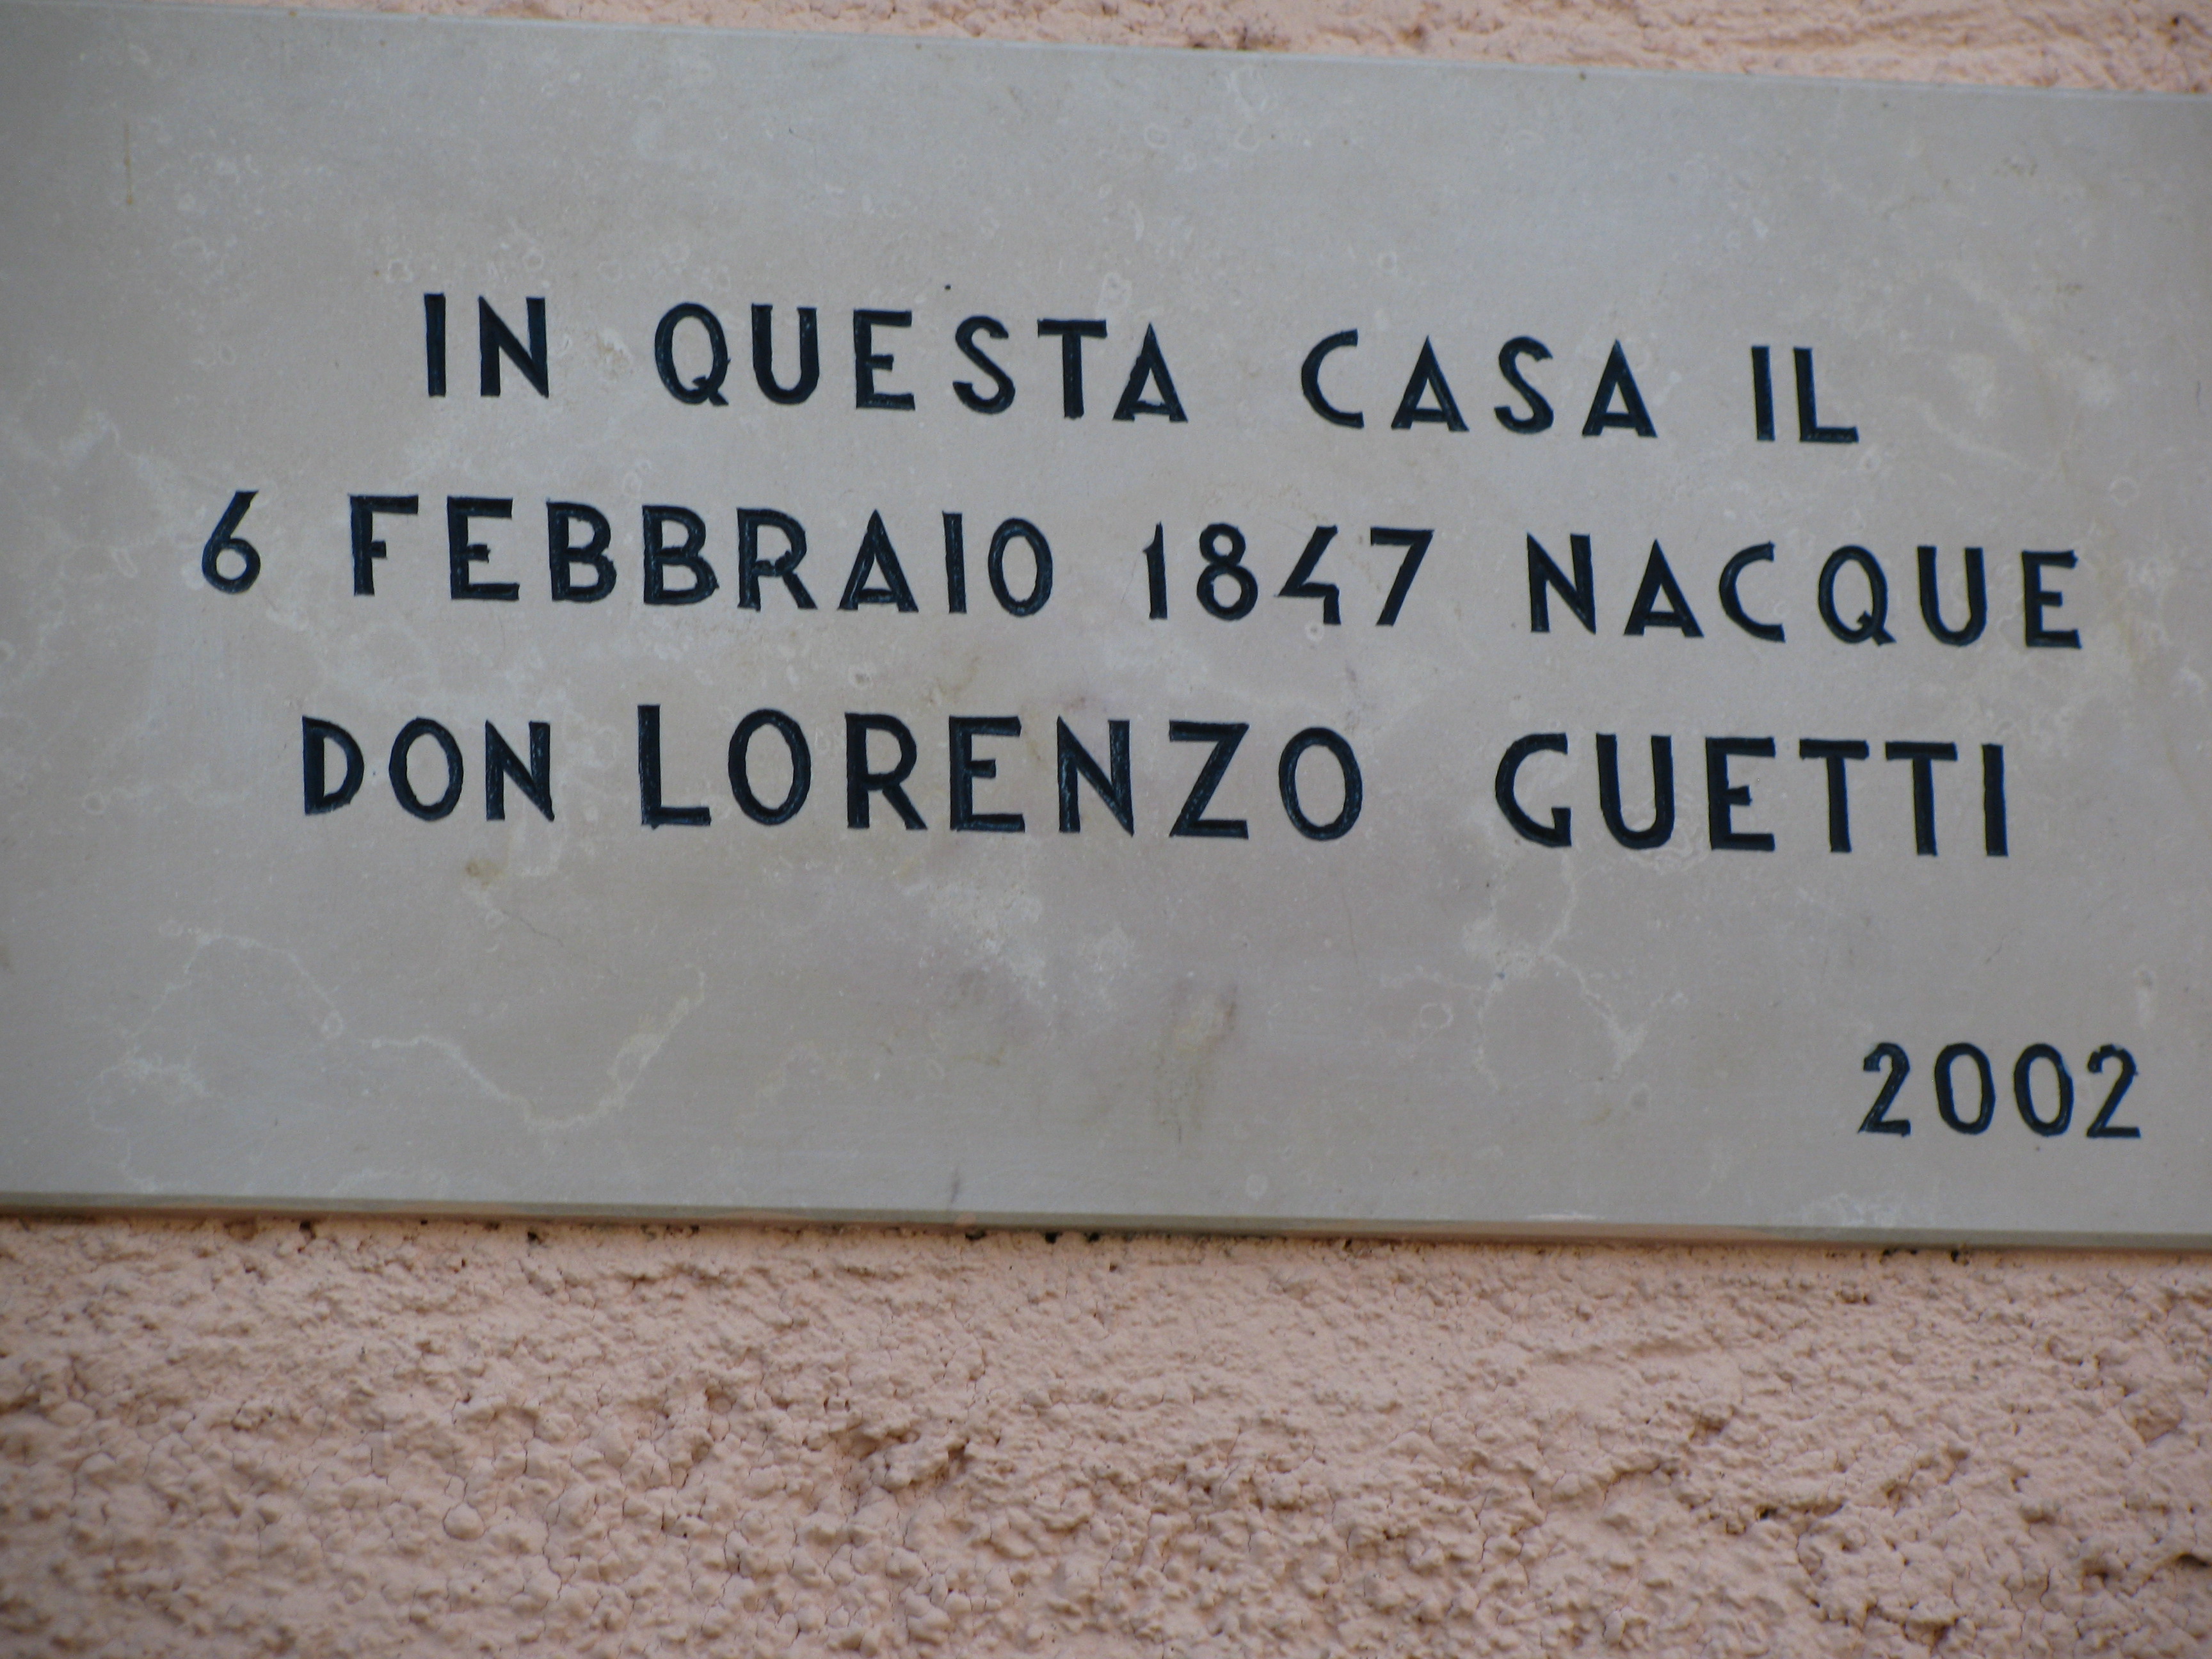 IN QUESTA CASA IL
6 FEBBRAIO 1847 NACQUE
DON LORENZO GUETTI
2002